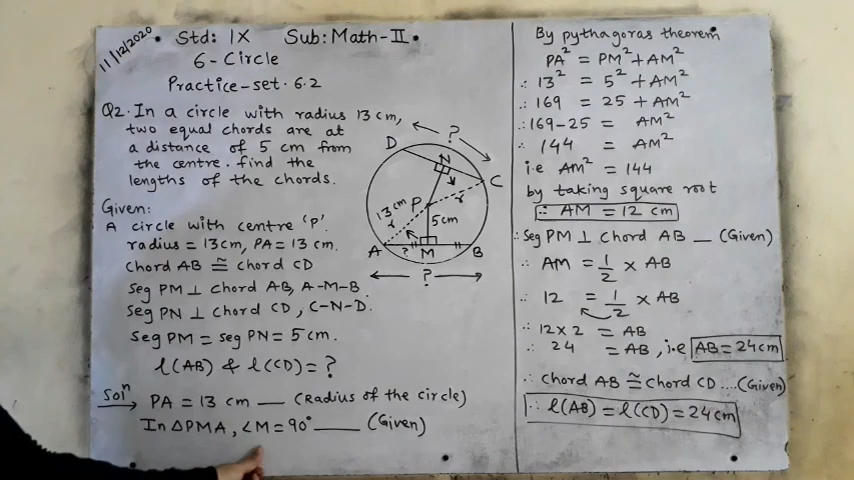 11/12/2020
• Std: IX Sub: Math-II •
6-Circle
Practice-set. 6.2
Q2. In a circle with radius 13 cm,
two equal chords are at
a distance of 5 cm from
the centre. find the
lengths of the chords.
Given:
A circle with centre 'P'.
radius = 13cm, PA = 13 cm.
Chord AB ≅ chord CD
Seg PM ⊥ chord AB, A-M-B.
Seg PN ⊥ chord CD, C-N-D.
Seg PM = seg PN = 5 cm.
l(AB) & l(CD) = ?
Solⁿ
PA = 13 cm __ (Radius of the circle)
In ΔPMA, ∠M = 90° ___ (Given)
?
D
N
C
P
r
13 cm
r
5cm
A
?
M
B
?
By pythagoras theorem
PA² = PM² + AM²
∴ 13² = 5² + AM²
∴ 169 = 25 + AM²
∴ 169-25 = AM²
∴ 144 = AM²
i.e AM² = 144
by taking square root
∴ AM = 12 cm
∴ Seg PM ⊥ Chord AB __ (Given)
∴ AM = 1/2 × AB
∴ 12 = 1/2 × AB
∴ 12×2 = AB
∴ 24 = AB, i.e AB = 24cm
∴ Chord AB ≅ Chord CD ....(Given)
∴ l(AB) = l(CD) = 24cm